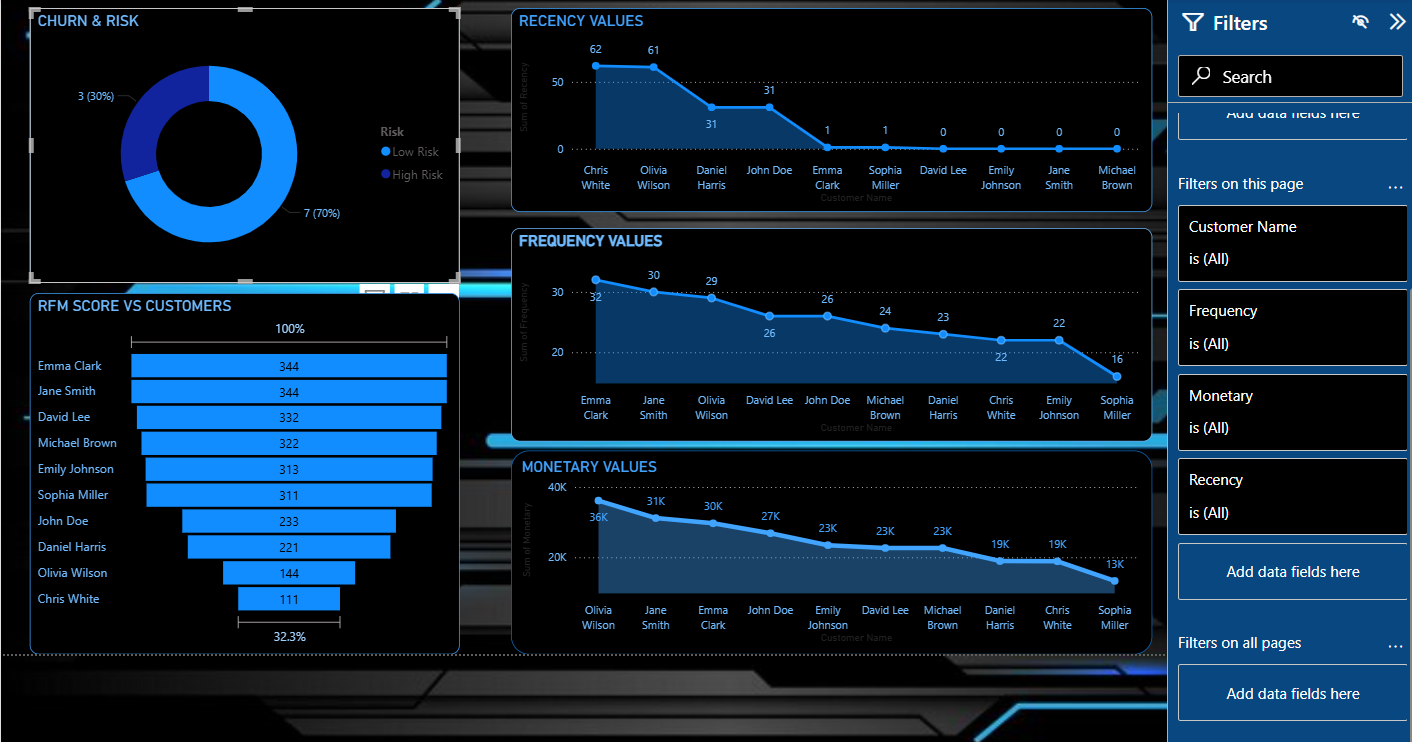 CHURN & RISK
3 (30%)
7 (70%)
Risk
Low Risk
High Risk
RFM SCORE VS CUSTOMERS
100%
Emma Clark 344
Jane Smith 344
David Lee 332
Michael Brown 322
Emily Johnson 313
Sophia Miller 311
John Doe 233
Daniel Harris 221
Olivia Wilson 144
Chris White 111
32.3%
RECENCY VALUES
Sum of Recency
50
0
62 61 31 31 1 1 0 0 0 0
Chris Olivia Daniel John Doe Emma Sophia David Lee Emily Jane Michael
White Wilson Harris Clark Miller Johnson Smith Brown
Customer Name
FREQUENCY VALUES
Sum of Frequency
30
20
32 30 29 26 26 24 23 22 22 16
Emma Jane Olivia David Lee John Doe Michael Daniel Chris Emily Sophia
Clark Smith Wilson Brown Harris White Johnson Miller
Customer Name
MONETARY VALUES
Sum of Monetary
40K
20K
36K 31K 30K 27K 23K 23K 23K 19K 19K 13K
Olivia Jane Emma John Doe Emily David Lee Michael Daniel Chris Sophia
Wilson Smith Clark Johnson Brown Harris White Miller
Customer Name
Filters
Search
Add data fields here
Filters on this page
...
Customer Name
is (All)
Frequency
is (All)
Monetary
is (All)
Recency
is (All)
Add data fields here
Filters on all pages
...
Add data fields here